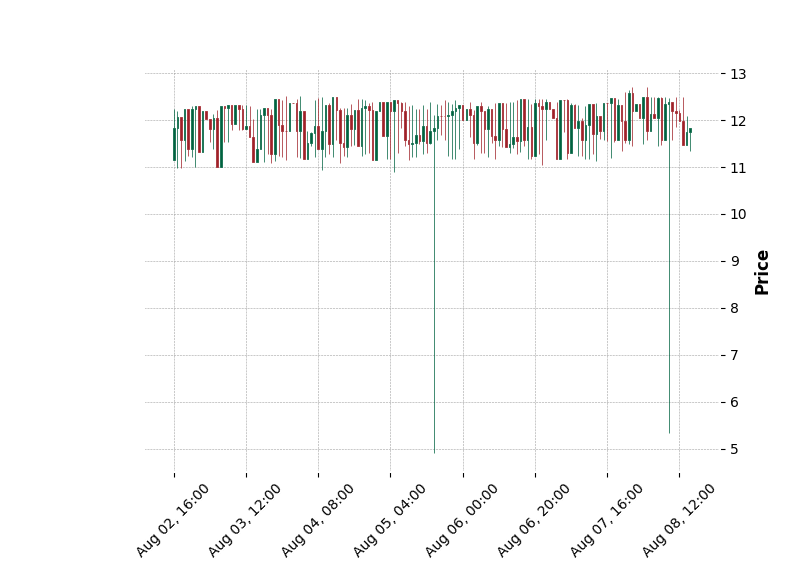 13
12
11
10
9
8
7
6
5
Price
Aug 02, 16:00
Aug 03, 12:00
Aug 04, 08:00
Aug 05, 04:00
Aug 06, 00:00
Aug 06, 20:00
Aug 07, 16:00
Aug 08, 12:00